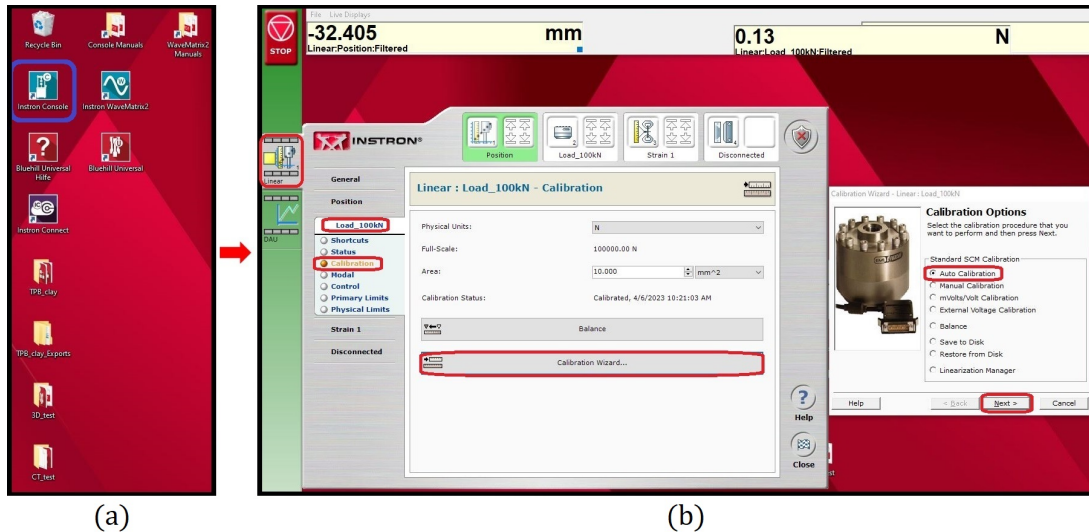 Recycle Bin
Console Manuals
WaveMatrix2
Manuals
Instron Console
Instron WaveMatrix2
Bluehill Universal
Hilfe
Bluehill Universal
Instron Connect
TPB_clay
TPB_clay_Exports
3D_test
CT_test
(a)
File Live Displays
STOP
-32.405 mm
Linear:Position:Filtered
0.13 N
Linear:Load_100kN:Filtered
Linear
DAU
INSTRON®
1
Position
2
Load_100kN
3
Strain 1
4
Disconnected
General
Position
Load_100kN
Shortcuts
Status
Calibration
Modal
Control
Primary Limits
Physical Limits
Strain 1
Disconnected
Linear : Load_100kN - Calibration
Physical Units: N
Full-Scale: 100000.00 N
Area: 10.000 mm^2
Calibration Status: Calibrated, 4/6/2023 10:21:03 AM
Balance
Calibration Wizard...
?
Help
Close
Calibration Wizard - Linear : Load_100kN
Calibration Options
Select the calibration procedure that you
want to perform and then press Next.
Standard SCM Calibration
Auto Calibration
Manual Calibration
mVolts/Volt Calibration
External Voltage Calibration
Balance
Save to Disk
Restore from Disk
Linearization Manager
Help
< Back
Next >
Cancel
(b)